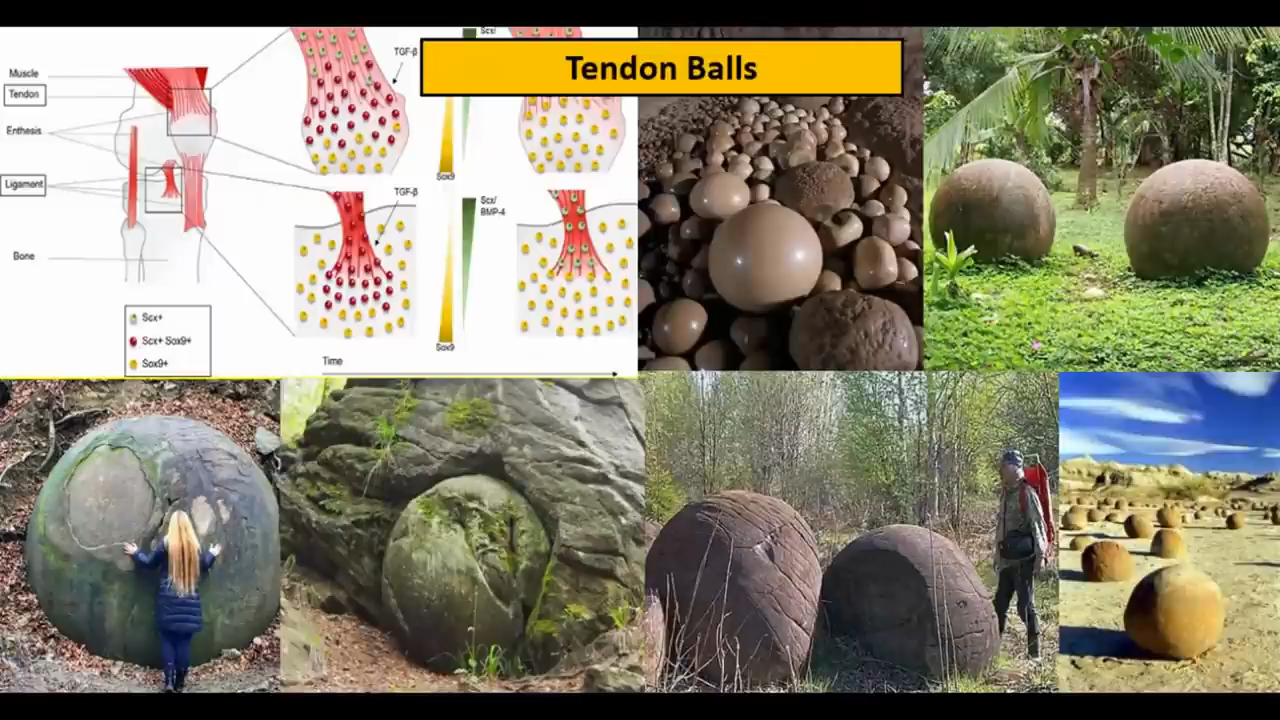 Tendon Balls
Muscle
Tendon
Enthesis
Ligament
Bone
TGF-β
Scx/
Sox9
TGF-β
Scx/
BMP-4
Sox9
Scx+
Scx+ Sox9+
Sox9+
Time